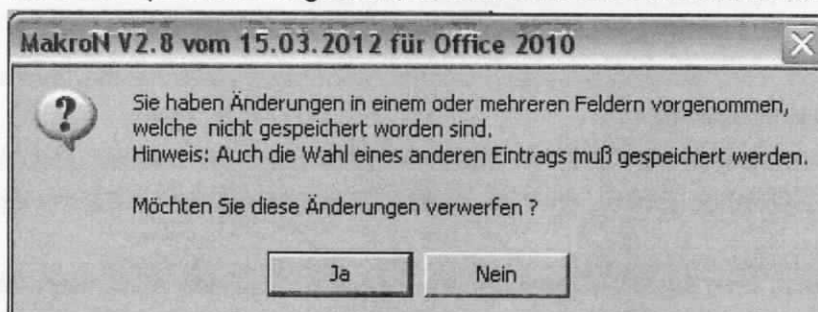 MakroN V2.8 vom 15.03.2012 für Office 2010
Sie haben Änderungen in einem oder mehreren Feldern vorgenommen,
welche nicht gespeichert worden sind.
Hinweis: Auch die Wahl eines anderen Eintrags muß gespeichert werden.
Möchten Sie diese Änderungen verwerfen ?
Ja
Nein